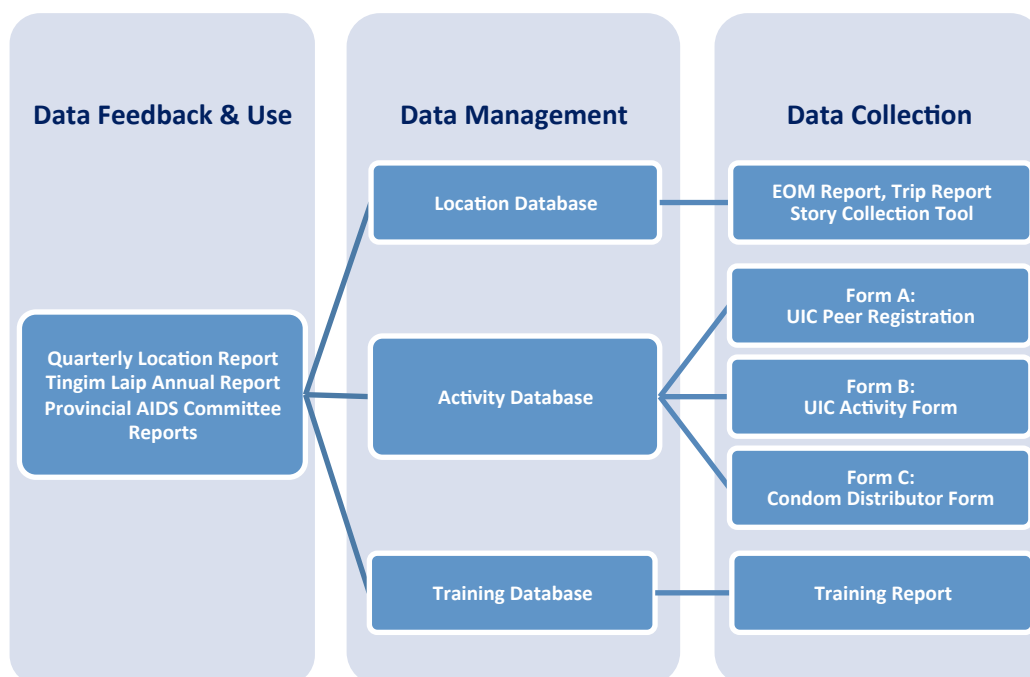 Data Feedback & Use
Quarterly Location Report
Tingim Laip Annual Report
Provincial AIDS Committee
Reports
Data Management
Location Database
Activity Database
Training Database
Data Collection
EOM Report, Trip Report
Story Collection Tool
Form A:
UIC Peer Registration
Form B:
UIC Activity Form
Form C:
Condom Distributor Form
Training Report